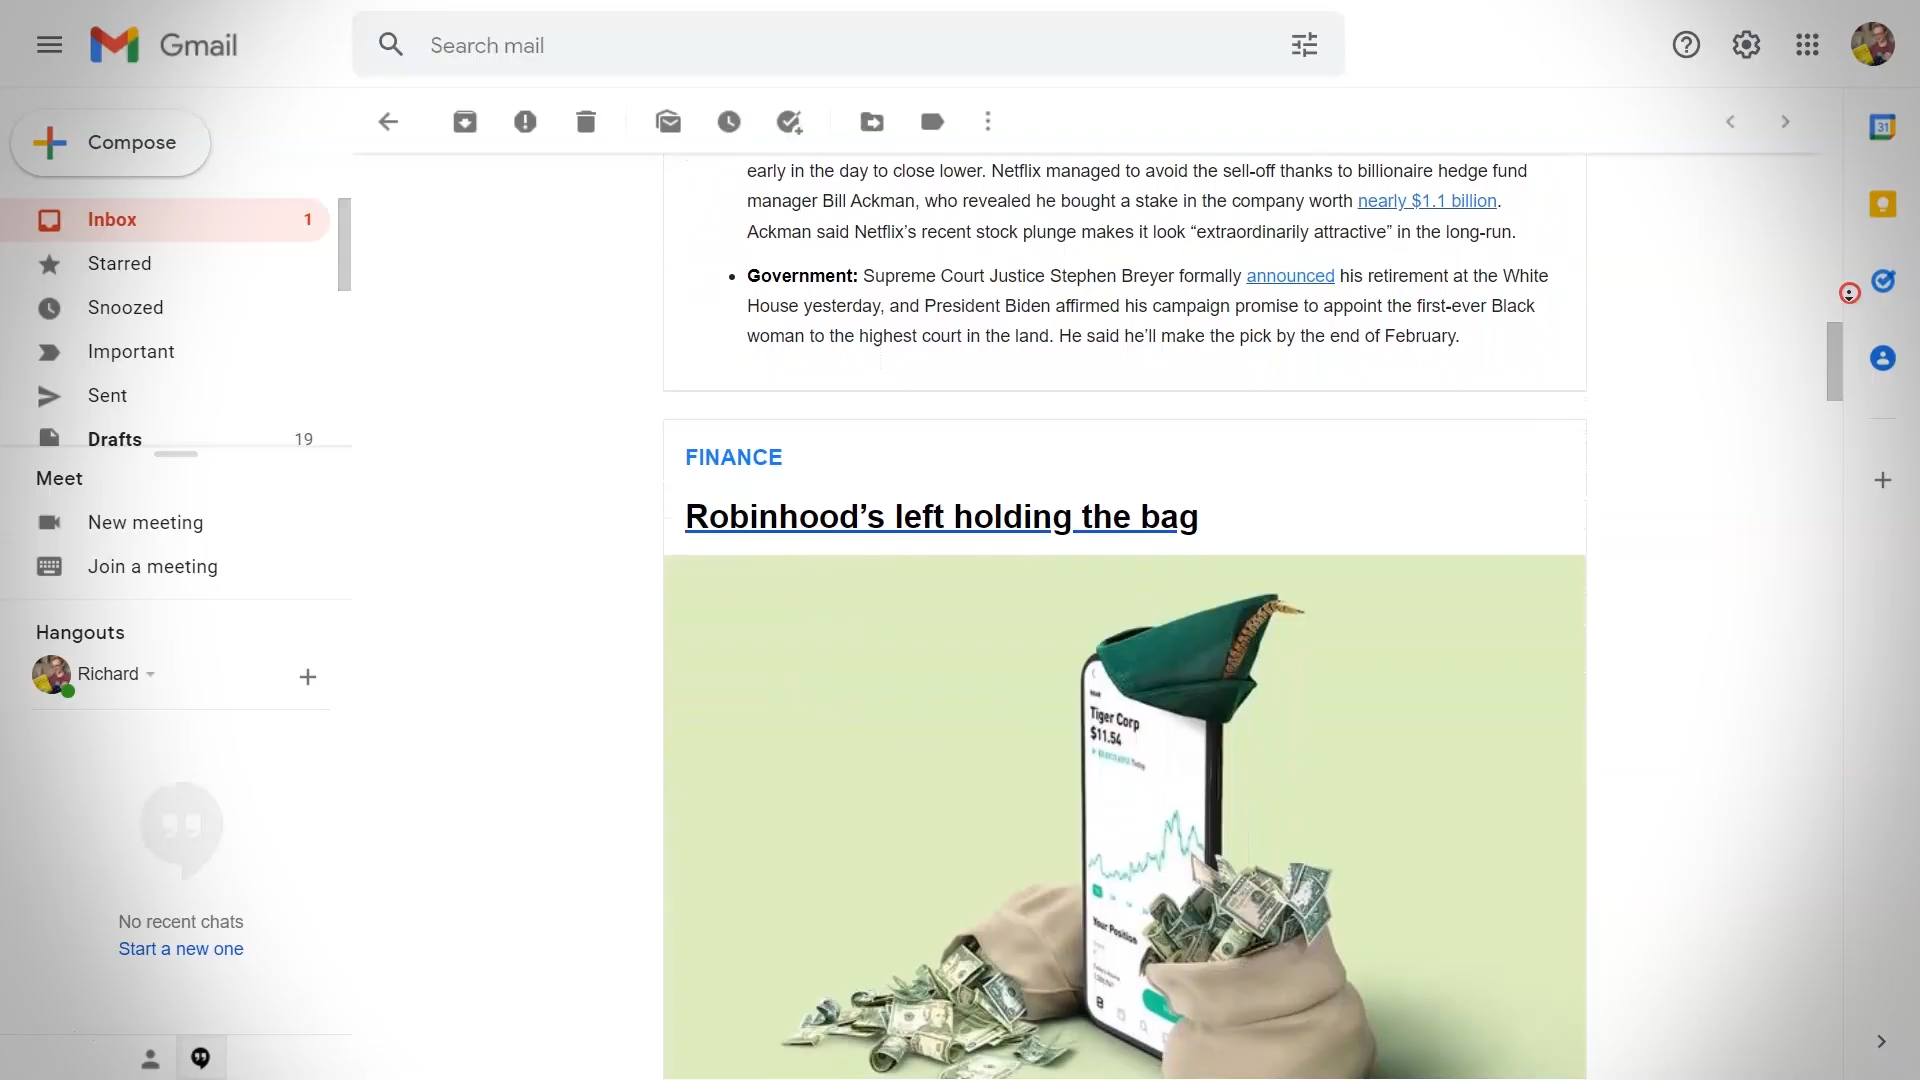 Gmail
Search mail
Compose
Inbox 1
Starred
Snoozed
Important
Sent
Drafts 19
Meet
New meeting
Join a meeting
Hangouts
Richard
No recent chats
Start a new one
31
early in the day to close lower. Netflix managed to avoid the sell-off thanks to billionaire hedge fund
manager Bill Ackman, who revealed he bought a stake in the company worth nearly $1.1 billion.
Ackman said Netflix’s recent stock plunge makes it look “extraordinarily attractive” in the long-run.
• Government: Supreme Court Justice Stephen Breyer formally announced his retirement at the White
House yesterday, and President Biden affirmed his campaign promise to appoint the first-ever Black
woman to the highest court in the land. He said he’ll make the pick by the end of February.
FINANCE
Robinhood’s left holding the bag
Tiger Corp
$11.54
Today
Your Position